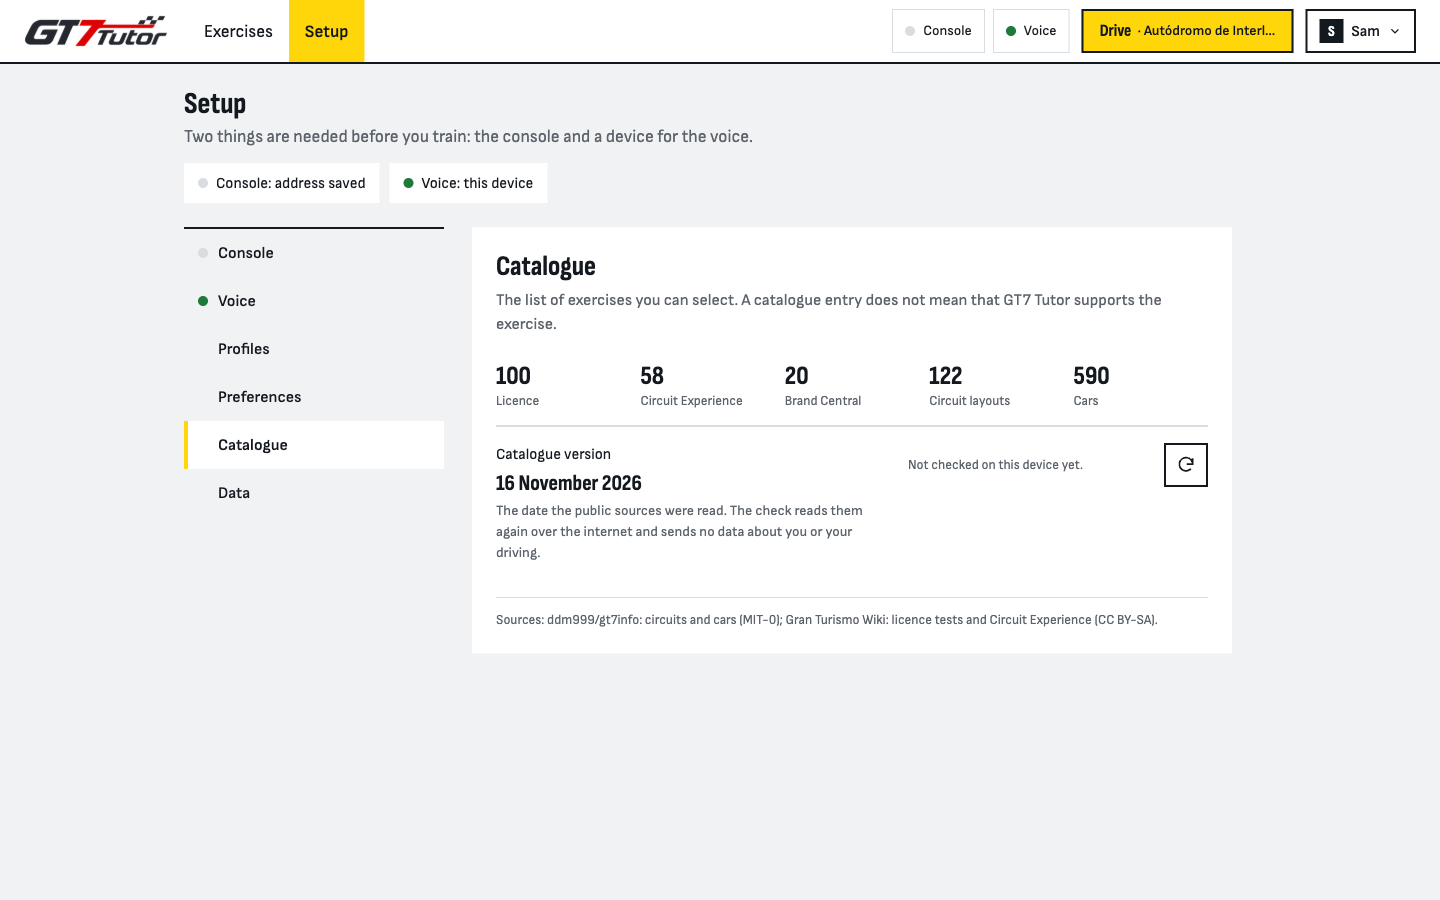 GT7 Tutor
Exercises
Setup
Console
Voice
Drive · Autódromo de Interl...
S
Sam
Setup
Two things are needed before you train: the console and a device for the voice.
Console: address saved
Voice: this device
Console
Voice
Profiles
Preferences
Catalogue
Data
Catalogue
The list of exercises you can select. A catalogue entry does not mean that GT7 Tutor supports the
exercise.
100
Licence
58
Circuit Experience
20
Brand Central
122
Circuit layouts
590
Cars
Catalogue version
16 November 2026
The date the public sources were read. The check reads them
again over the internet and sends no data about you or your
driving.
Not checked on this device yet.
Sources: ddm999/gt7info: circuits and cars (MIT-0); Gran Turismo Wiki: licence tests and Circuit Experience (CC BY-SA).